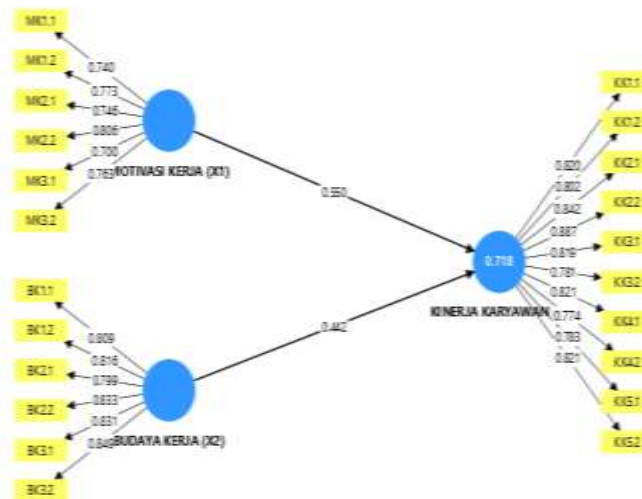 MK1.1
MK1.2
MK2.1
MK2.2
MK3.1
MK3.2
0.740
0.773
0.746
0.806
0.700
0.763
MOTIVASI KERJA (X1)
0.550
BK1.1
BK1.2
BK2.1
BK2.2
BK3.1
BK3.2
0.809
0.816
0.799
0.833
0.831
BUDAYA KERJA (X2)
0.442
0.718
KINERJA KARYAWAN
0.820
0.802
0.842
0.887
0.819
0.781
0.821
0.774
0.783
0.821
KK1.1
KK1.2
KK2.1
KK2.2
KK3.1
KK3.2
KK4.1
KK4.2
KK5.1
KK5.2